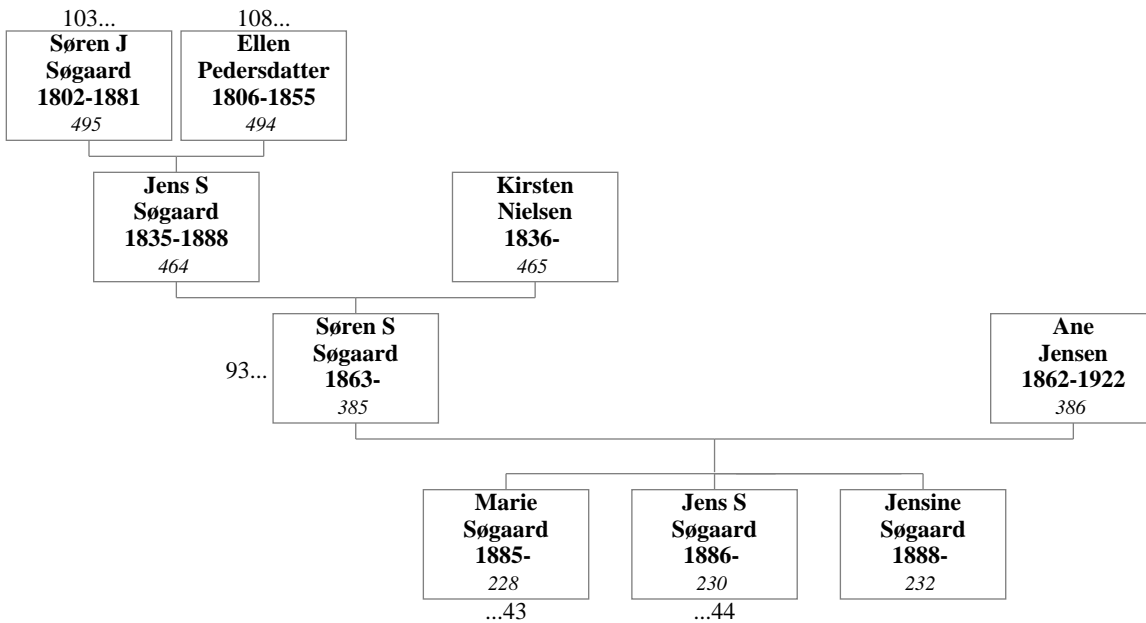 103...
108...
Søren J
Søgaard
1802-1881
495
Ellen
Pedersdatter
1806-1855
494
Jens S
Søgaard
1835-1888
464
Kirsten
Nielsen
1836-
465
93...
Søren S
Søgaard
1863-
385
Ane
Jensen
1862-1922
386
Marie
Søgaard
1885-
228
...43
Jens S
Søgaard
1886-
230
...44
Jensine
Søgaard
1888-
232